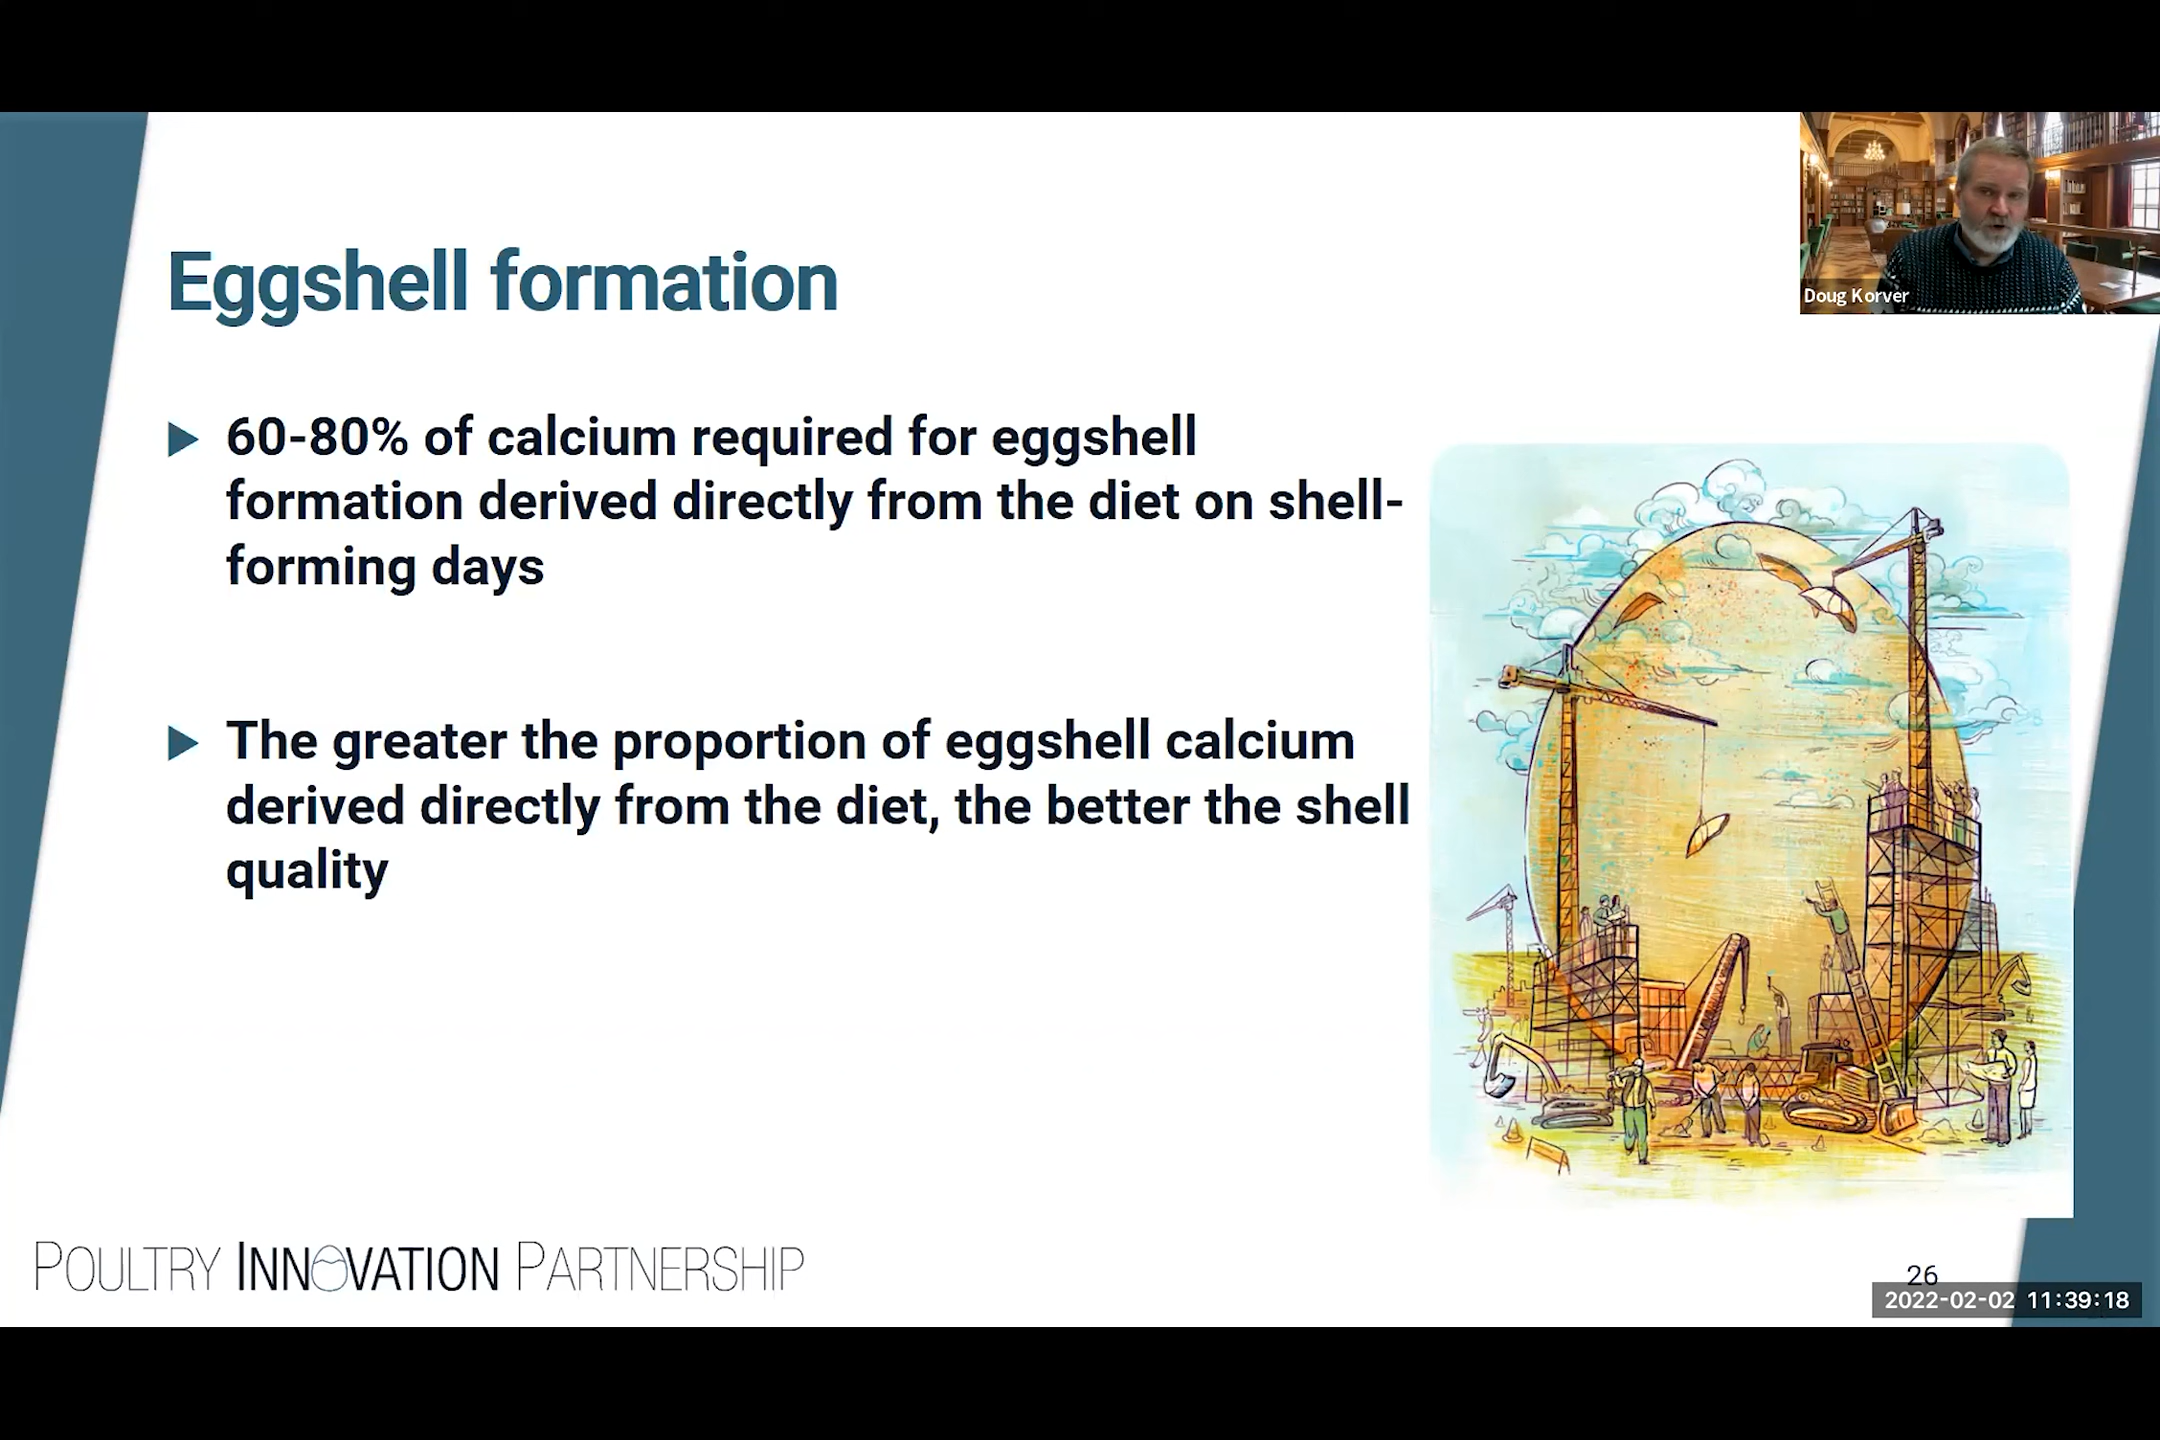 Doug Korver
Eggshell formation
60-80% of calcium required for eggshell
formation derived directly from the diet on shell-
forming days
The greater the proportion of eggshell calcium
derived directly from the diet, the better the shell
quality
POULTRY INNOVATION PARTNERSHIP
26
2022-02-02 11:39:18